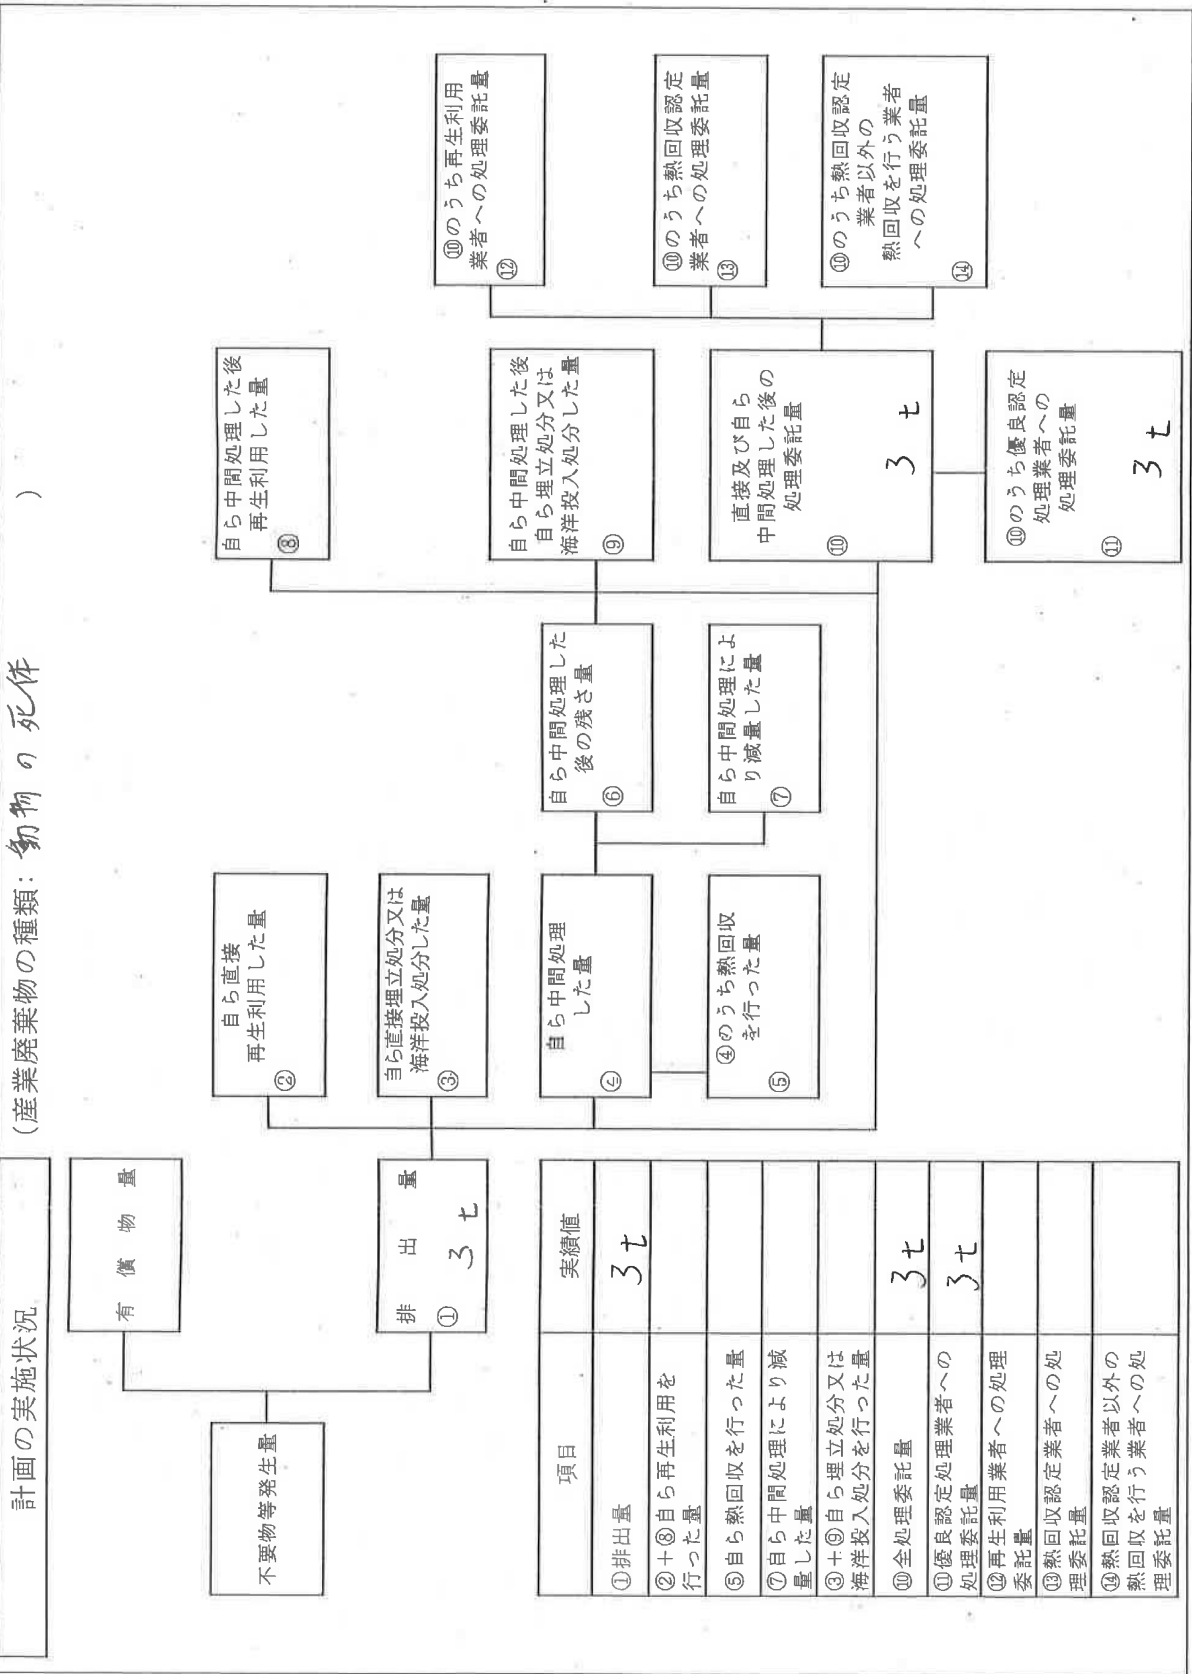 計画の実施状況
(産業廃棄物の種類: 動物の死体 )
不要物等発生量
有償物量
排出量
① 3t
自ら直接
再生利用した量
②
自ら直接埋立処分又は
海洋投入処分した量
③
自ら中間処理
した量
④
④のうち熱回収
を行った量
⑤
自ら中間処理した
後の残さ量
⑥
自ら中間処理によ
り減量した量
⑦
自ら中間処理した後
再生利用した量
⑧
自ら中間処理した後
自ら埋立処分又は
海洋投入処分した量
⑨
直接及び自ら
中間処理した後の
処理委託量
⑩ 3 t
⑩のうち優良認定
処理業者への
処理委託量
⑪ 3 t
⑩のうち再生利用
業者への処理委託量
⑫
⑩のうち熱回収認定
業者への処理委託量
⑬
⑩のうち熱回収認定
業者以外の
熱回収を行う業者
への処理委託量
⑭
項目 実績値
①排出量 3t
②+⑧自ら再生利用を
行った量
⑤自ら熱回収を行った量
⑦自ら中間処理により減
量した量
③+⑨自ら埋立処分又は
海洋投入処分を行った量
⑩全処理委託量 3t
⑪優良認定処理業者への
処理委託量 3t
⑫再生利用業者への処理
委託量
⑬熱回収認定業者への処
理委託量
⑭熱回収認定業者以外の
熱回収を行う業者への処
理委託量